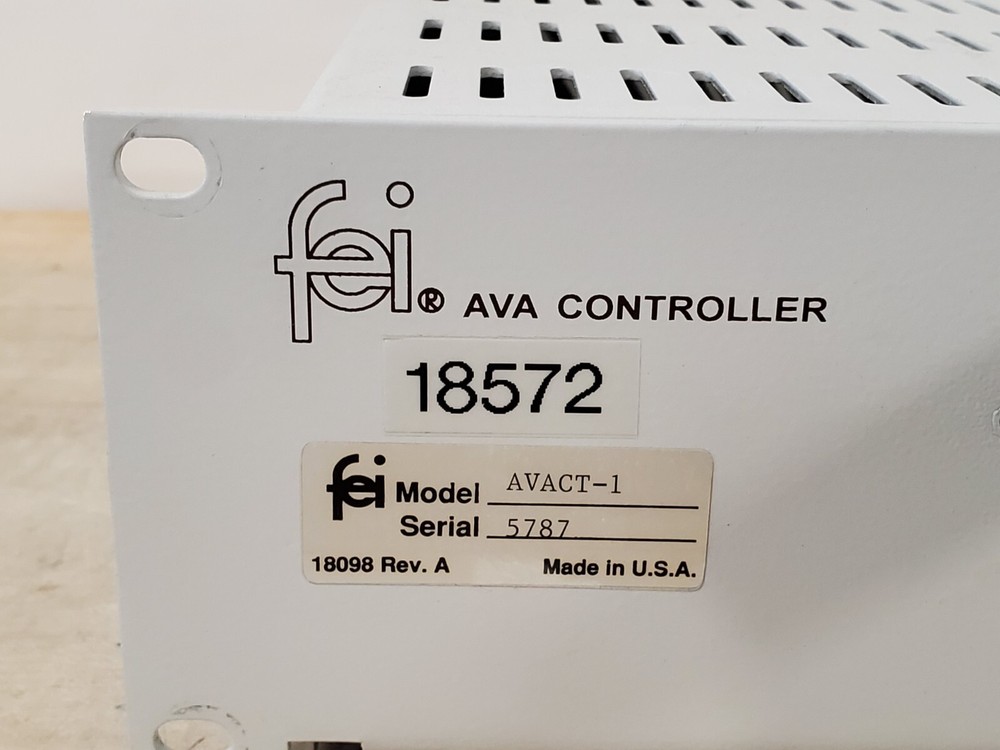 fei® AVA CONTROLLER
18572
fei Model AVACT-1
Serial 5787
18098 Rev. A Made in U.S.A.